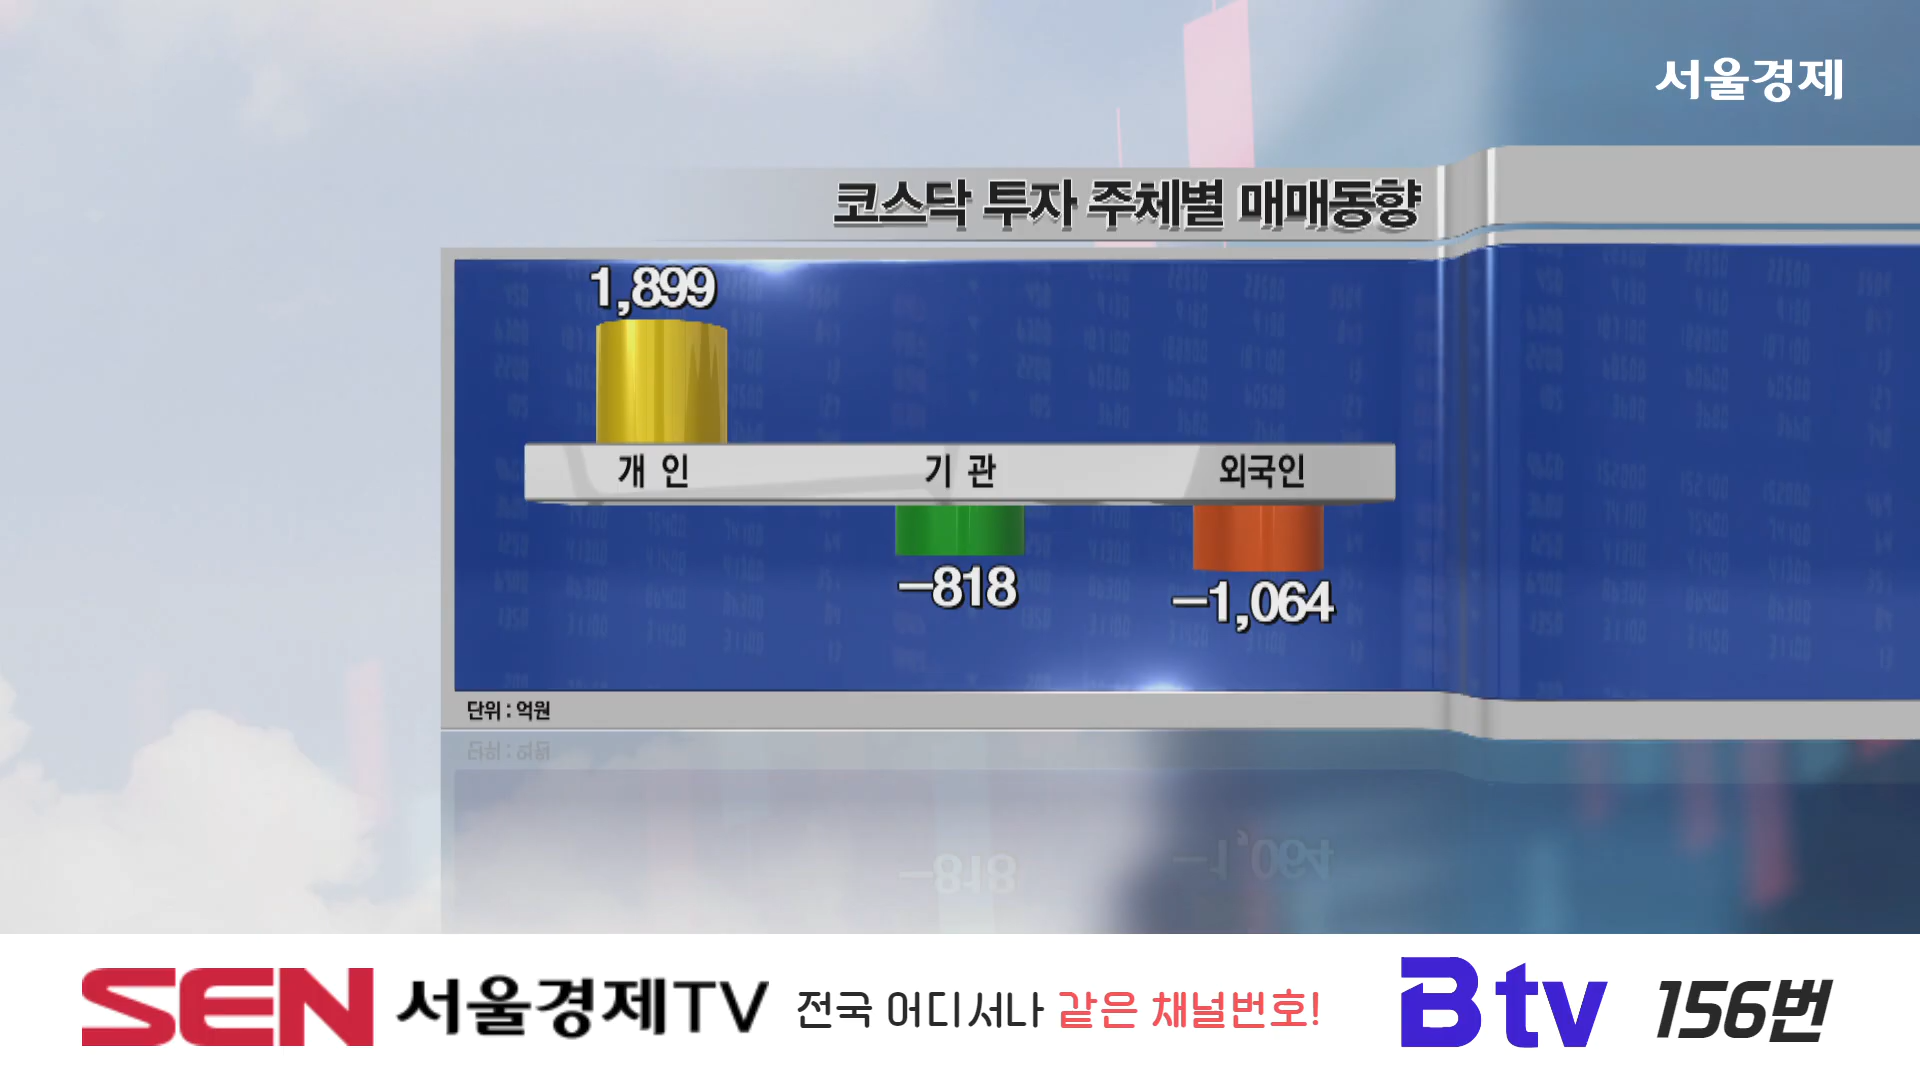 서울경제
코스닥 투자 주체별 매매동향
1,899
개 인
기 관
외국인
-818
-1,064
단위 : 억원
SEN 서울경제TV 전국 어디서나 같은 채널번호! B tv 156번